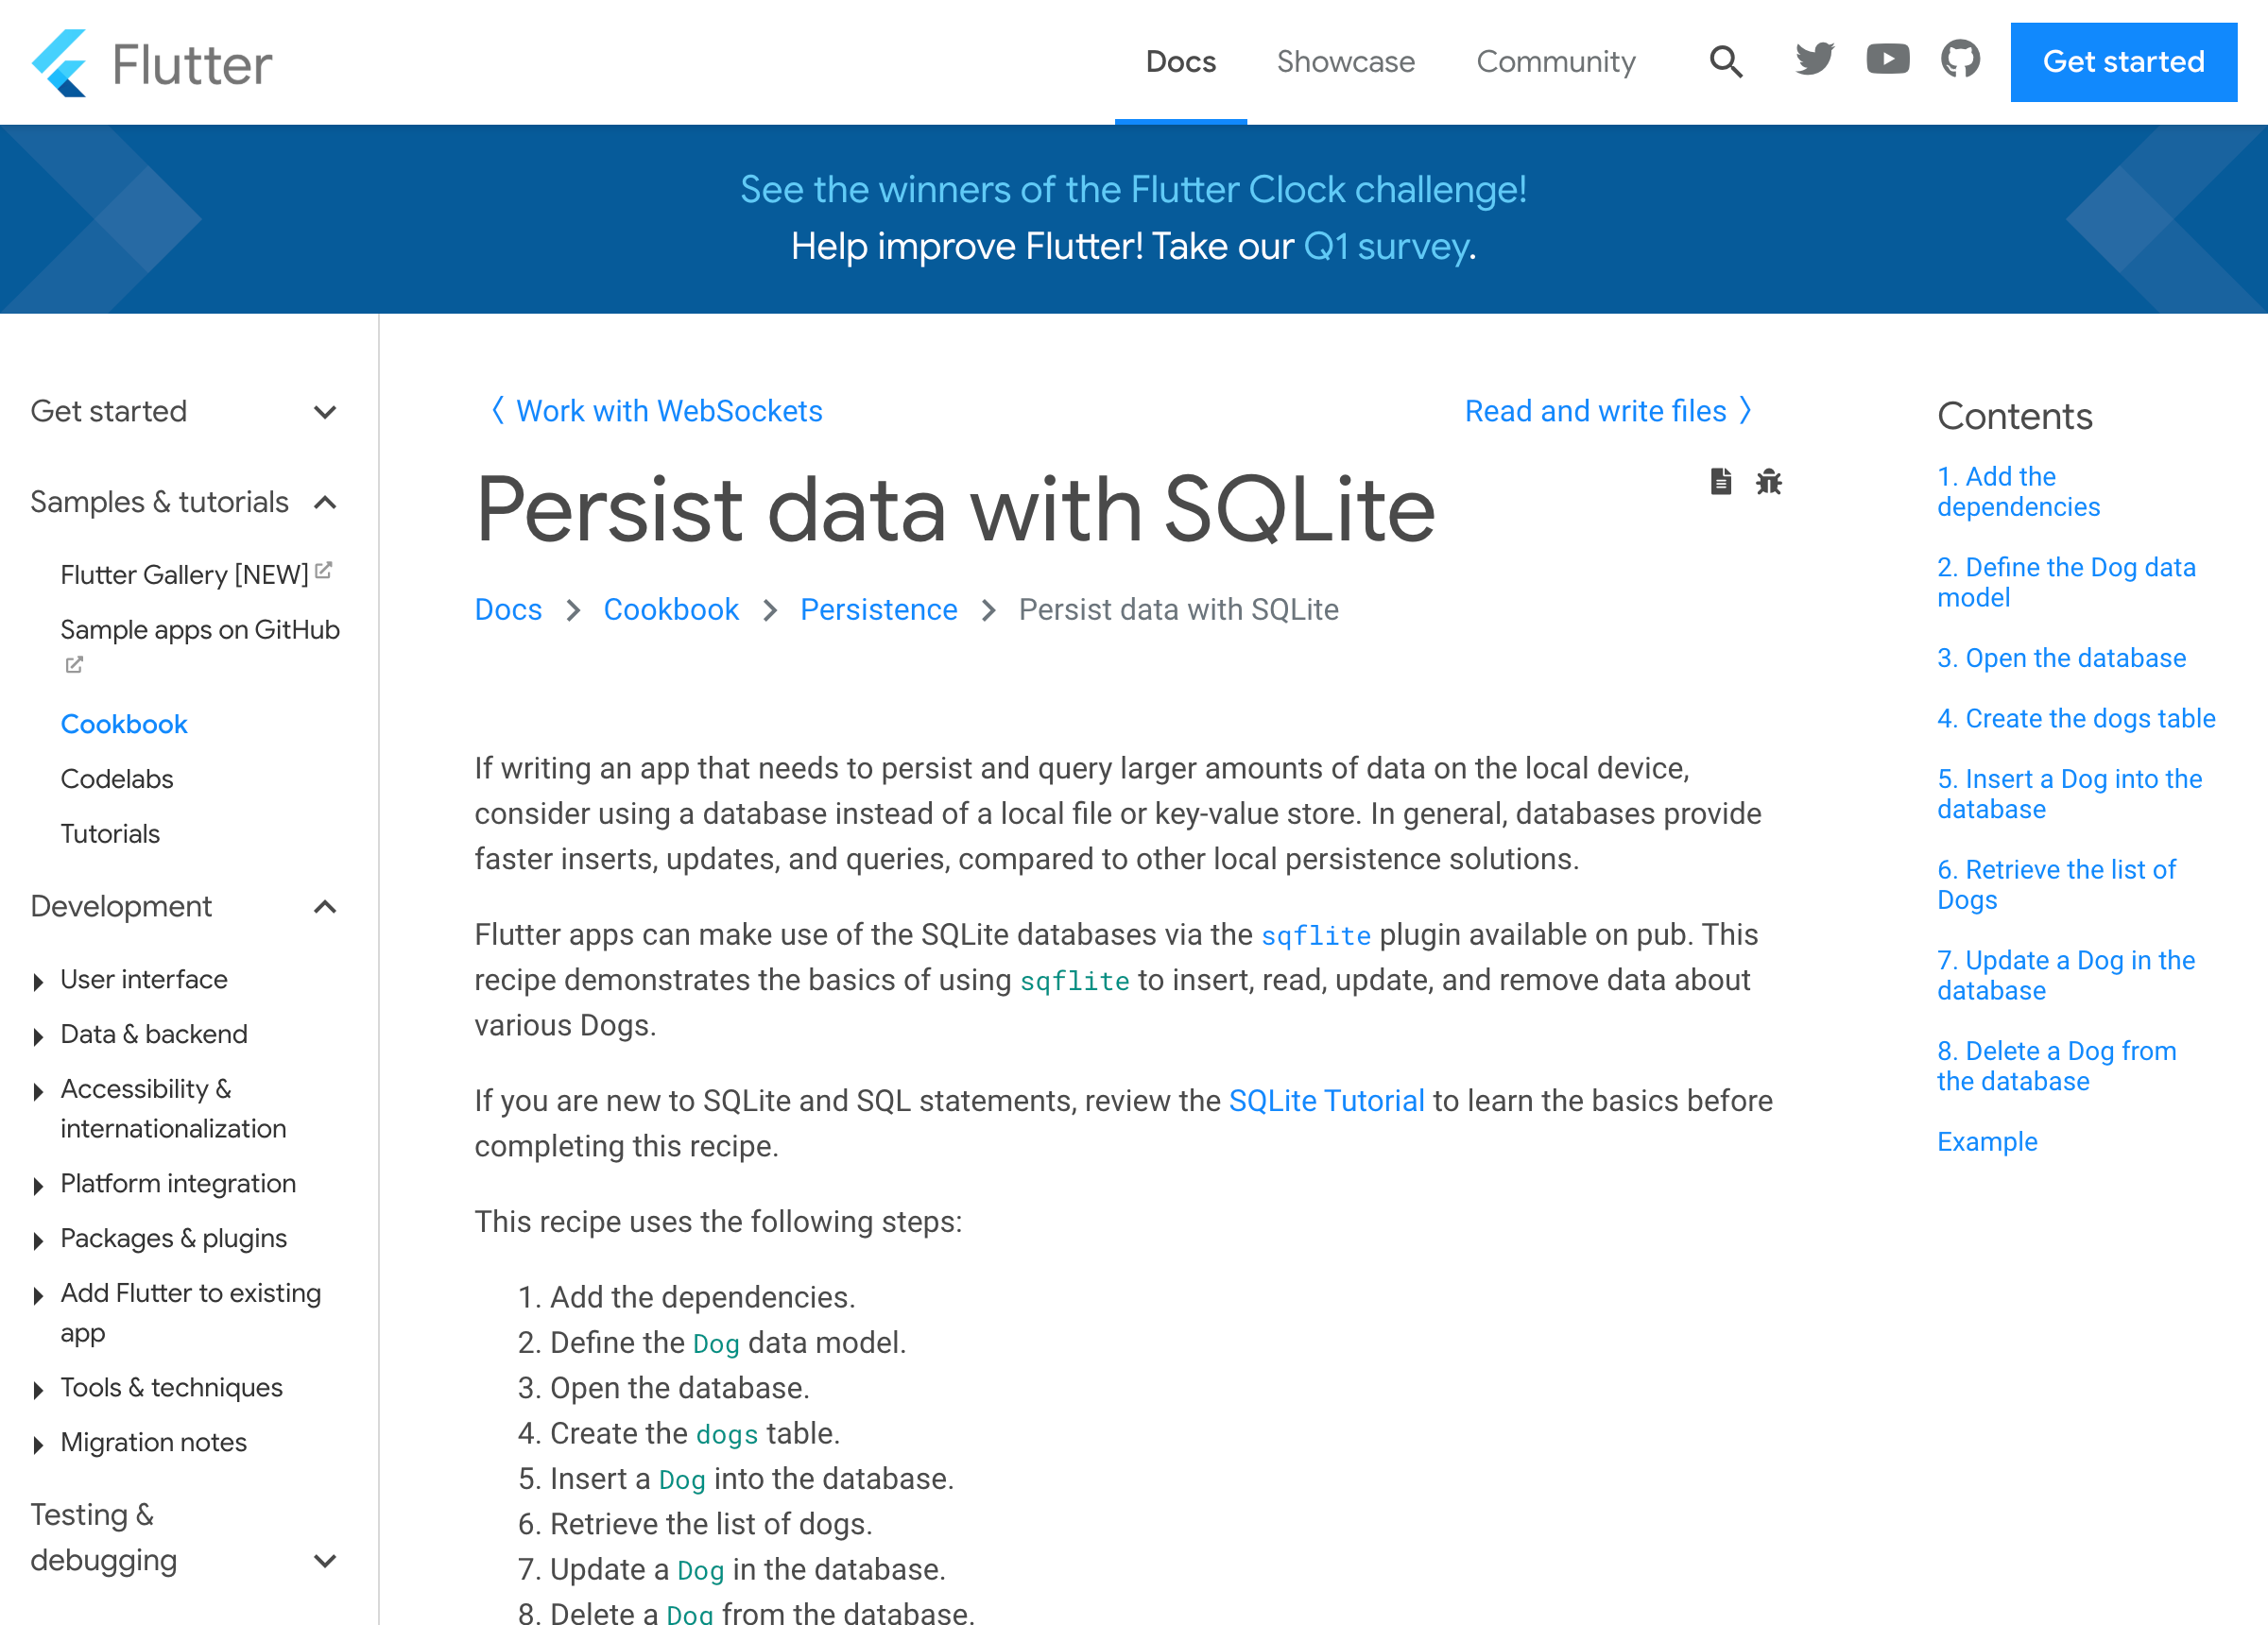 Flutter
Docs
Showcase
Community
Get started
See the winners of the Flutter Clock challenge!
Help improve Flutter! Take our Q1 survey.
Get started
Samples & tutorials
Flutter Gallery [NEW]
Sample apps on GitHub
Cookbook
Codelabs
Tutorials
Development
User interface
Data & backend
Accessibility &
internationalization
Platform integration
Packages & plugins
Add Flutter to existing
app
Tools & techniques
Migration notes
Testing &
debugging
Work with WebSockets
Read and write files
Persist data with SQLite
Docs
Cookbook
Persistence
Persist data with SQLite
If writing an app that needs to persist and query larger amounts of data on the local device,
consider using a database instead of a local file or key-value store. In general, databases provide
faster inserts, updates, and queries, compared to other local persistence solutions.
Flutter apps can make use of the SQLite databases via the sqflite plugin available on pub. This
recipe demonstrates the basics of using sqflite to insert, read, update, and remove data about
various Dogs.
If you are new to SQLite and SQL statements, review the SQLite Tutorial to learn the basics before
completing this recipe.
This recipe uses the following steps:
1. Add the dependencies.
2. Define the Dog data model.
3. Open the database.
4. Create the dogs table.
5. Insert a Dog into the database.
6. Retrieve the list of dogs.
7. Update a Dog in the database.
8. Delete a Dog from the database.
Contents
1. Add the
dependencies
2. Define the Dog data
model
3. Open the database
4. Create the dogs table
5. Insert a Dog into the
database
6. Retrieve the list of
Dogs
7. Update a Dog in the
database
8. Delete a Dog from
the database
Example